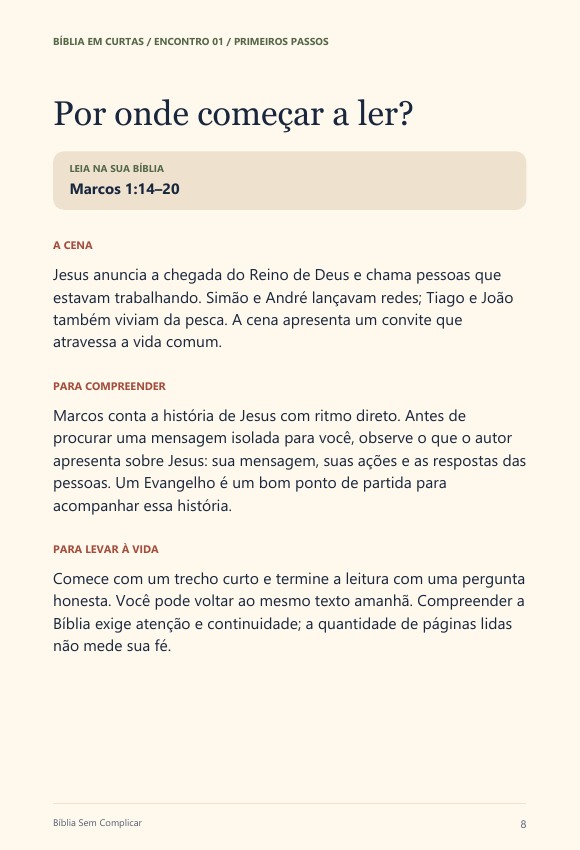 BÍBLIA EM CURTAS / ENCONTRO 01 / PRIMEIROS PASSOS
Por onde começar a ler?
LEIA NA SUA BÍBLIA
Marcos 1:14–20
A CENA
Jesus anuncia a chegada do Reino de Deus e chama pessoas que
estavam trabalhando. Simão e André lançavam redes; Tiago e João
também viviam da pesca. A cena apresenta um convite que
atravessa a vida comum.
PARA COMPREENDER
Marcos conta a história de Jesus com ritmo direto. Antes de
procurar uma mensagem isolada para você, observe o que o autor
apresenta sobre Jesus: sua mensagem, suas ações e as respostas das
pessoas. Um Evangelho é um bom ponto de partida para
acompanhar essa história.
PARA LEVAR À VIDA
Comece com um trecho curto e termine a leitura com uma pergunta
honesta. Você pode voltar ao mesmo texto amanhã. Compreender a
Bíblia exige atenção e continuidade; a quantidade de páginas lidas
não mede sua fé.
Bíblia Sem Complicar
8